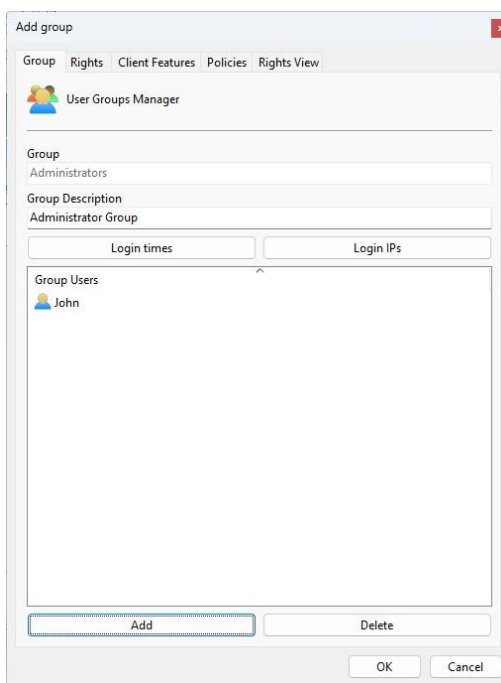 Add group
Group Rights Client Features Policies Rights View
User Groups Manager
Group
Administrators
Group Description
Administrator Group
Login times Login IPs
Group Users
John
Add Delete
OK Cancel